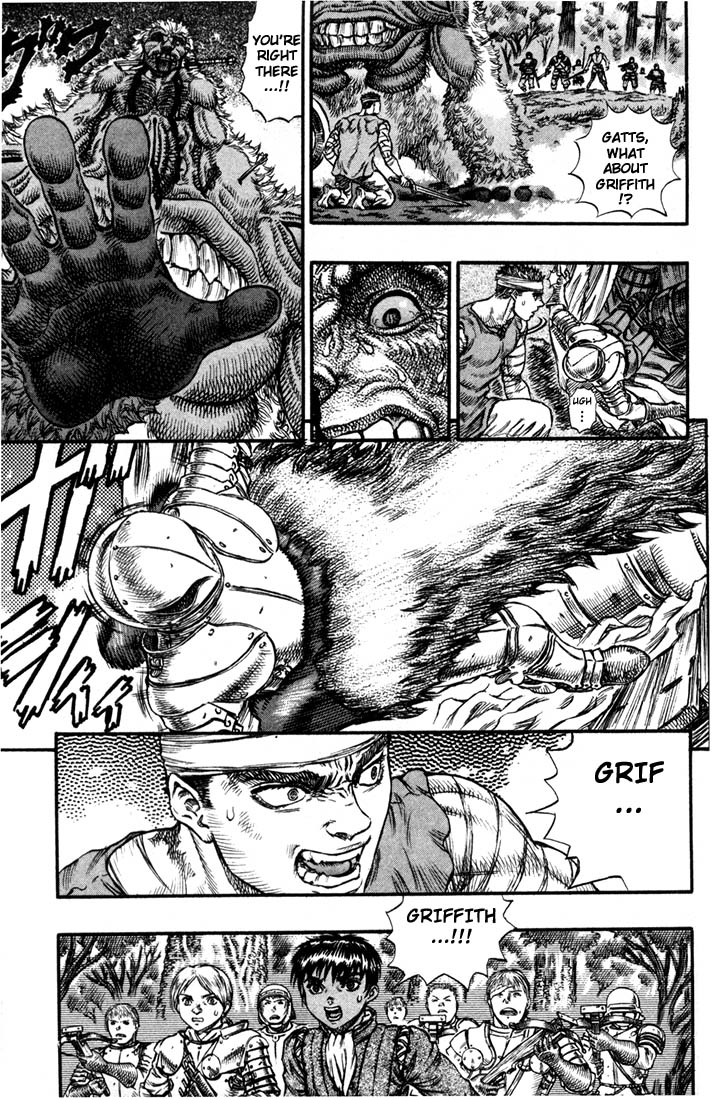 GATTS,
WHAT
ABOUT
GRIFFITH
!?
UGH
...
YOU'RE
RIGHT
THERE
...!!
GRIF
...
GRIFFITH
...!!!